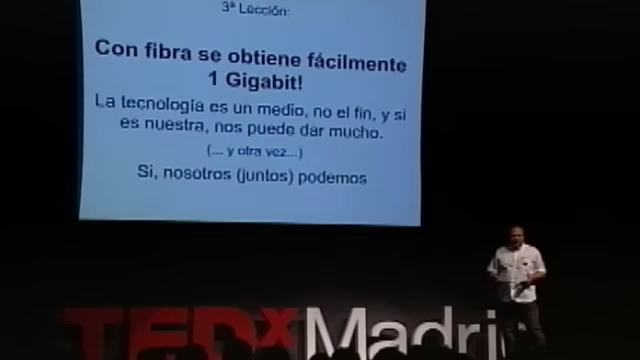 3ª Lección:
Con fibra se obtiene fácilmente
1 Gigabit!
La tecnología es un medio, no el fin, y si
es nuestra, nos puede dar mucho.
(... y otra vez...)
Si, nosotros (juntos) podemos
TEDxMadri